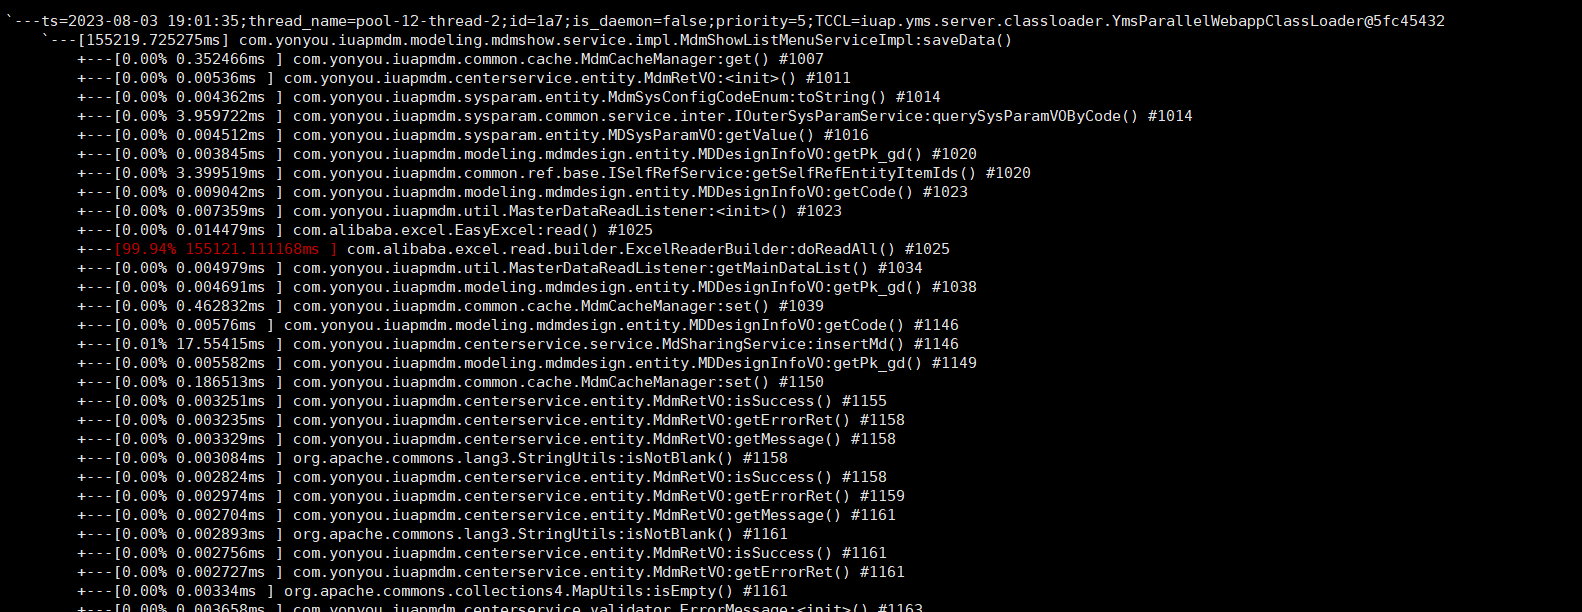 `---ts=2023-08-03 19:01:35;thread_name=pool-12-thread-2;id=1a7;is_daemon=false;priority=5;TCCL=iuap.yms.server.classloader.YmsParallelWebappClassLoader@5fc45432
`---[155219.725275ms] com.yonyou.iuapmdm.modeling.mdmshow.service.impl.MdmShowListMenuServiceImpl:saveData()
+---[0.00% 0.352466ms ] com.yonyou.iuapmdm.common.cache.MdmCacheManager:get() #1007
+---[0.00% 0.00536ms ] com.yonyou.iuapmdm.centerservice.entity.MdmRetVO:<init>() #1011
+---[0.00% 0.004362ms ] com.yonyou.iuapmdm.sysparam.entity.MdmSysConfigCodeEnum:toString() #1014
+---[0.00% 3.959722ms ] com.yonyou.iuapmdm.sysparam.common.service.inter.IOuterSysParamService:querySysParamVOByCode() #1014
+---[0.00% 0.004512ms ] com.yonyou.iuapmdm.sysparam.entity.MDSysParamVO:getValue() #1016
+---[0.00% 0.003845ms ] com.yonyou.iuapmdm.modeling.mdmdesign.entity.MDDesignInfoVO:getPk_gd() #1020
+---[0.00% 3.399519ms ] com.yonyou.iuapmdm.common.ref.base.ISelfRefService:getSelfRefEntityItemIds() #1020
+---[0.00% 0.009042ms ] com.yonyou.iuapmdm.modeling.mdmdesign.entity.MDDesignInfoVO:getCode() #1023
+---[0.00% 0.007359ms ] com.yonyou.iuapmdm.util.MasterDataReadListener:<init>() #1023
+---[0.00% 0.014479ms ] com.alibaba.excel.EasyExcel:read() #1025
+---[99.94% 155121.111168ms ] com.alibaba.excel.read.builder.ExcelReaderBuilder:doReadAll() #1025
+---[0.00% 0.004979ms ] com.yonyou.iuapmdm.util.MasterDataReadListener:getMainDataList() #1034
+---[0.00% 0.004691ms ] com.yonyou.iuapmdm.modeling.mdmdesign.entity.MDDesignInfoVO:getPk_gd() #1038
+---[0.00% 0.462832ms ] com.yonyou.iuapmdm.common.cache.MdmCacheManager:set() #1039
+---[0.00% 0.00576ms ] com.yonyou.iuapmdm.modeling.mdmdesign.entity.MDDesignInfoVO:getCode() #1146
+---[0.01% 17.55415ms ] com.yonyou.iuapmdm.centerservice.service.MdSharingService:insertMd() #1146
+---[0.00% 0.005582ms ] com.yonyou.iuapmdm.modeling.mdmdesign.entity.MDDesignInfoVO:getPk_gd() #1149
+---[0.00% 0.186513ms ] com.yonyou.iuapmdm.common.cache.MdmCacheManager:set() #1150
+---[0.00% 0.003251ms ] com.yonyou.iuapmdm.centerservice.entity.MdmRetVO:isSuccess() #1155
+---[0.00% 0.003235ms ] com.yonyou.iuapmdm.centerservice.entity.MdmRetVO:getErrorRet() #1158
+---[0.00% 0.003329ms ] com.yonyou.iuapmdm.centerservice.entity.MdmRetVO:getMessage() #1158
+---[0.00% 0.003084ms ] org.apache.commons.lang3.StringUtils:isNotBlank() #1158
+---[0.00% 0.002824ms ] com.yonyou.iuapmdm.centerservice.entity.MdmRetVO:isSuccess() #1158
+---[0.00% 0.002974ms ] com.yonyou.iuapmdm.centerservice.entity.MdmRetVO:getErrorRet() #1159
+---[0.00% 0.002704ms ] com.yonyou.iuapmdm.centerservice.entity.MdmRetVO:getMessage() #1161
+---[0.00% 0.002893ms ] org.apache.commons.lang3.StringUtils:isNotBlank() #1161
+---[0.00% 0.002756ms ] com.yonyou.iuapmdm.centerservice.entity.MdmRetVO:isSuccess() #1161
+---[0.00% 0.002727ms ] com.yonyou.iuapmdm.centerservice.entity.MdmRetVO:getErrorRet() #1161
+---[0.00% 0.00334ms ] org.apache.commons.collections4.MapUtils:isEmpty() #1161
+---[0.00% 0.003658ms ] com.yonyou.iuapmdm.centerservice.validator.ErrorMessage:<init>() #1163